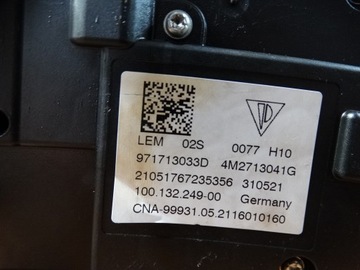 LEM 02S 0077 H10
971713033D 4M2713041G
21051767235356 310521
100.132.249-00 Germany
CNA-99931.05.2116010160